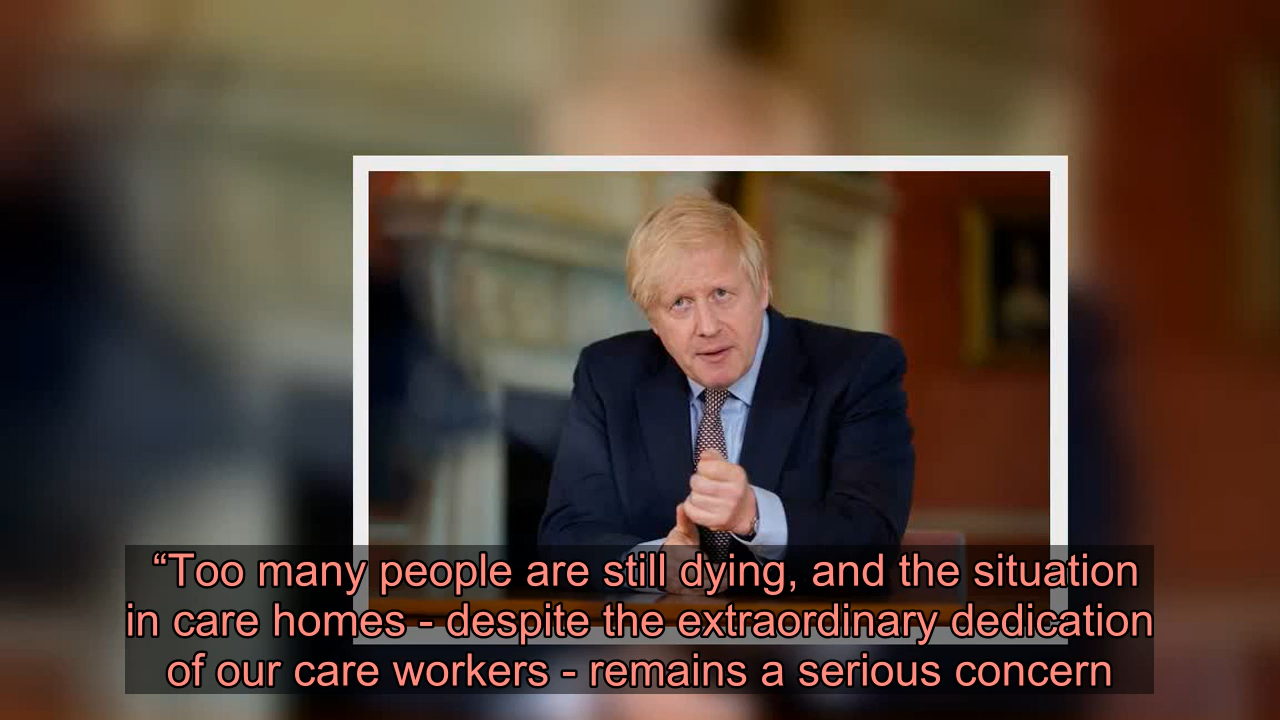 “Too many people are still dying, and the situation
in care homes - despite the extraordinary dedication
of our care workers - remains a serious concern